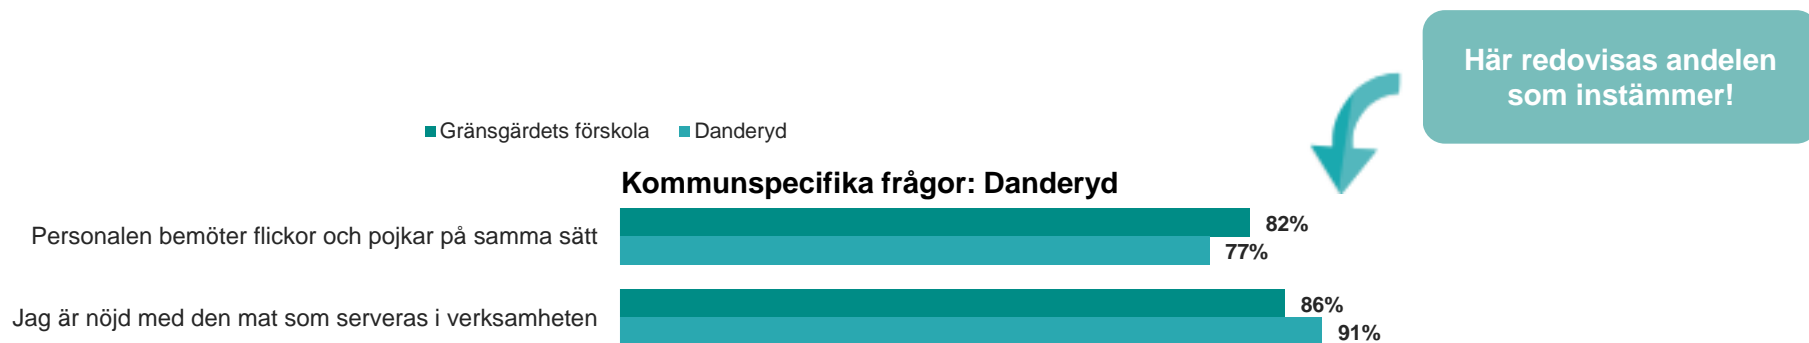 Här redovisas andelen
som instämmer!
Gränsgärdets förskola Danderyd
Kommunspecifika frågor: Danderyd
Personalen bemöter flickor och pojkar på samma sätt
82%
77%
Jag är nöjd med den mat som serveras i verksamheten
86%
91%